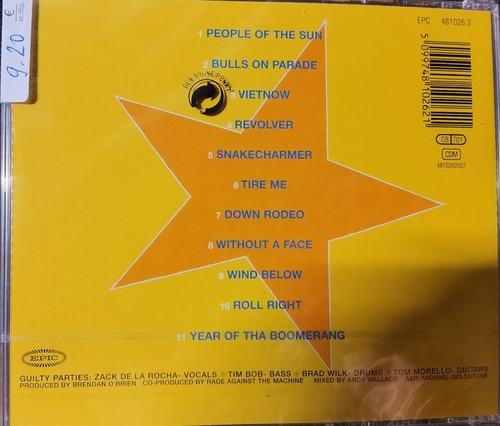 €
9.20
EPC 481026 2
1 PEOPLE OF THE SUN
2 BULLS ON PARADE
DER GRÜNE PUNKT
3 VIETNOW
4 REVOLVER
5 SNAKECHARMER
6 TIRE ME
7 DOWN RODEO
8 WITHOUT A FACE
9 WIND BELOW
10 ROLL RIGHT
11 YEAR OF THA BOOMERANG
5 099748 102621
CB 701
CDM
4810262027
EPIC
GUILTY PARTIES: ZACK DE LA ROCHA- VOCALS TIM BOB- BASS BRAD WILK- DRUMS TOM MORELLO- GUITARS
PRODUCED BY BRENDAN O'BRIEN CO-PRODUCED BY RAGE AGAINST THE MACHINE MIXED BY ANDY WALLACE A&R: MICHAEL GOLDSTONE